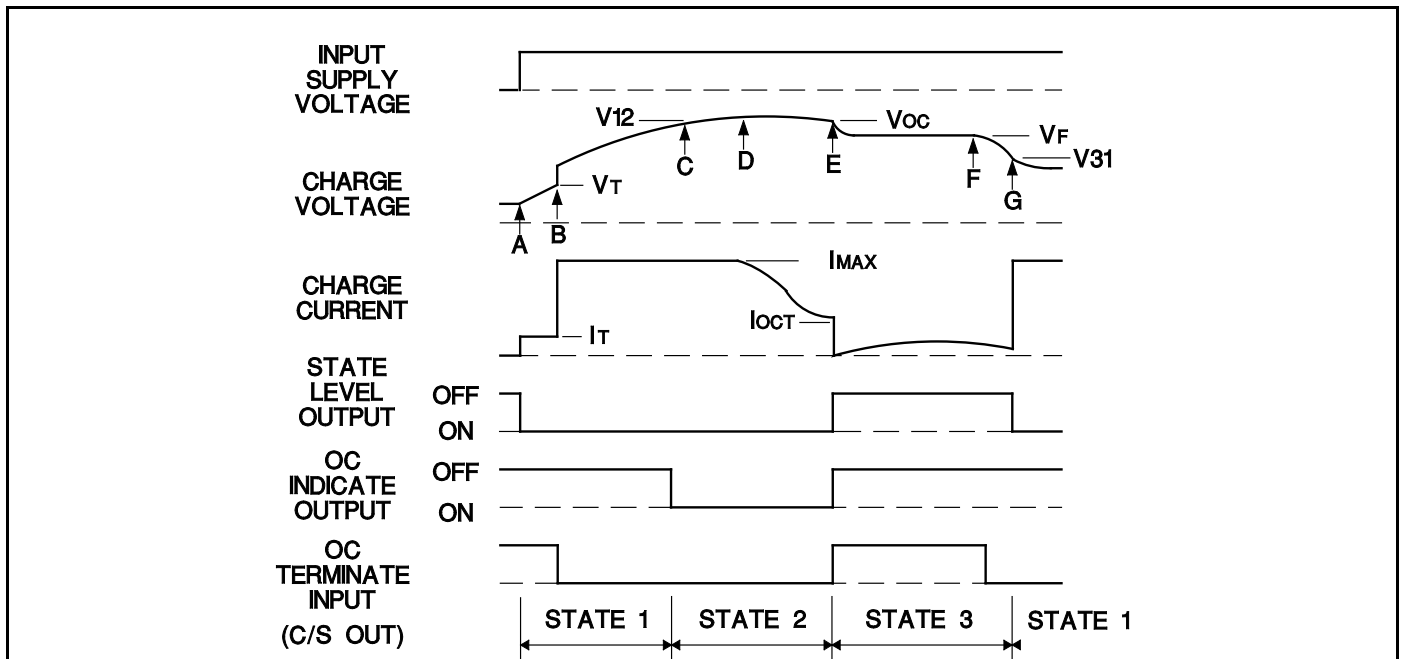 INPUT
SUPPLY
VOLTAGE
V12
VOC
VF
V31
C
D
E
F
G
CHARGE
VOLTAGE
VT
A
B
CHARGE
CURRENT
IMAX
IOCT
IT
STATE
LEVEL
OUTPUT
OFF
ON
OC
INDICATE
OUTPUT
OFF
ON
OC
TERMINATE
INPUT
(C/S OUT)
STATE 1
STATE 2
STATE 3
STATE 1